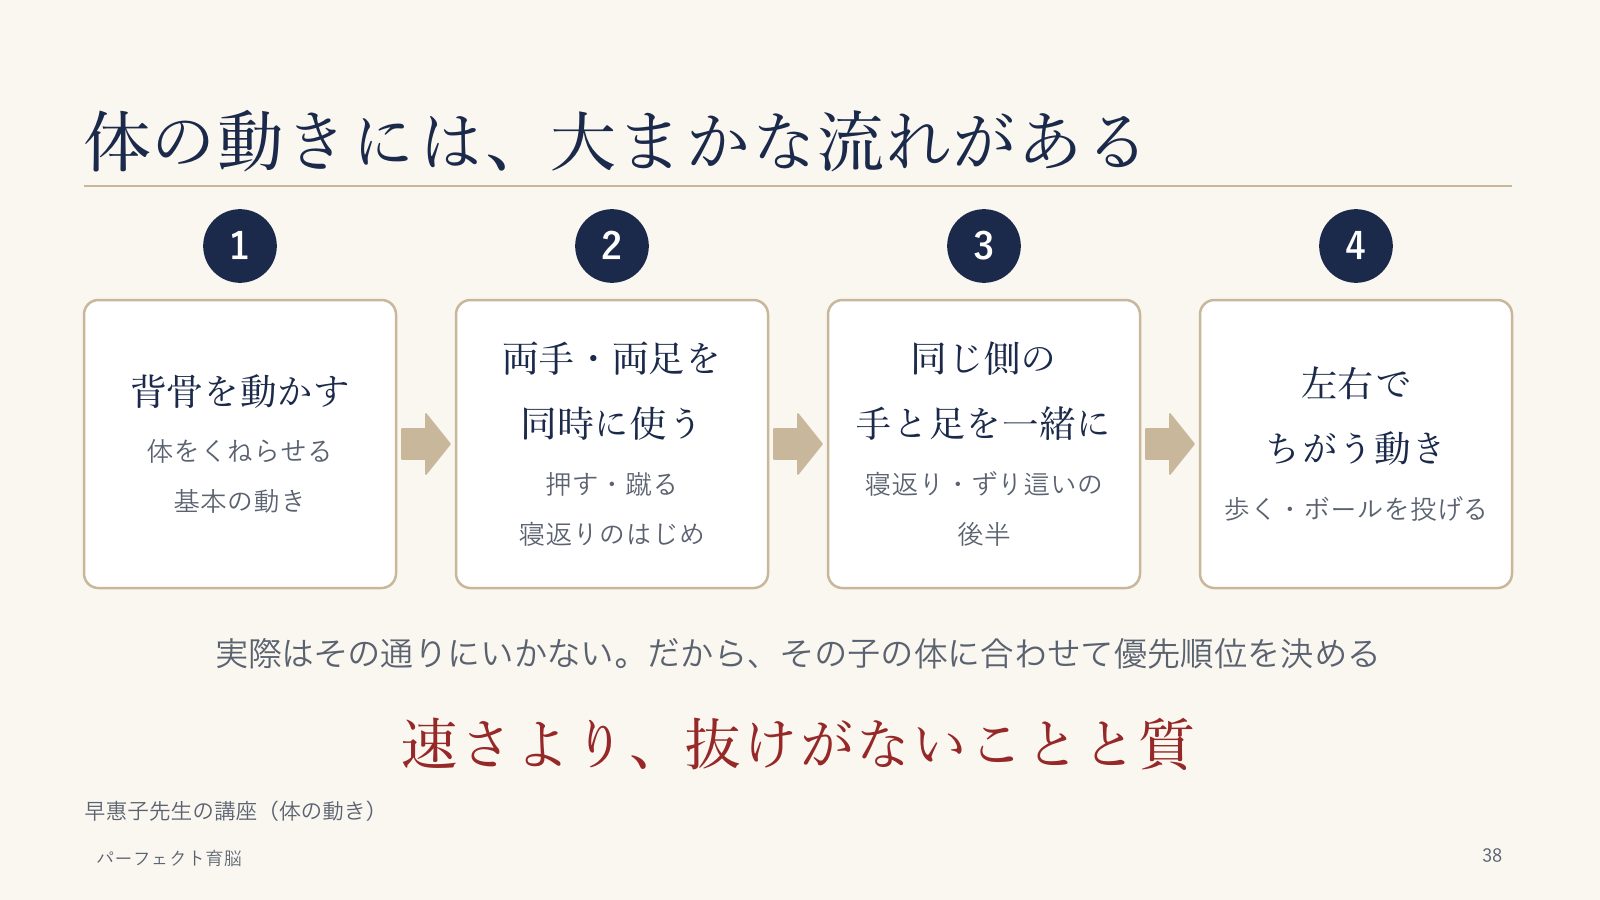 体の動きには、大まかな流れがある
1
背骨を動かす
体をくねらせる
基本の動き
2
両手・両足を
同時に使う
押す・蹴る
寝返りのはじめ
3
同じ側の
手と足を一緒に
寝返り・ずり這いの
後半
4
左右で
ちがう動き
歩く・ボールを投げる
実際はその通りにいかない。だから、その子の体に合わせて優先順位を決める
速さより、抜けがないことと質
早惠子先生の講座（体の動き）
パーフェクト育脳
38